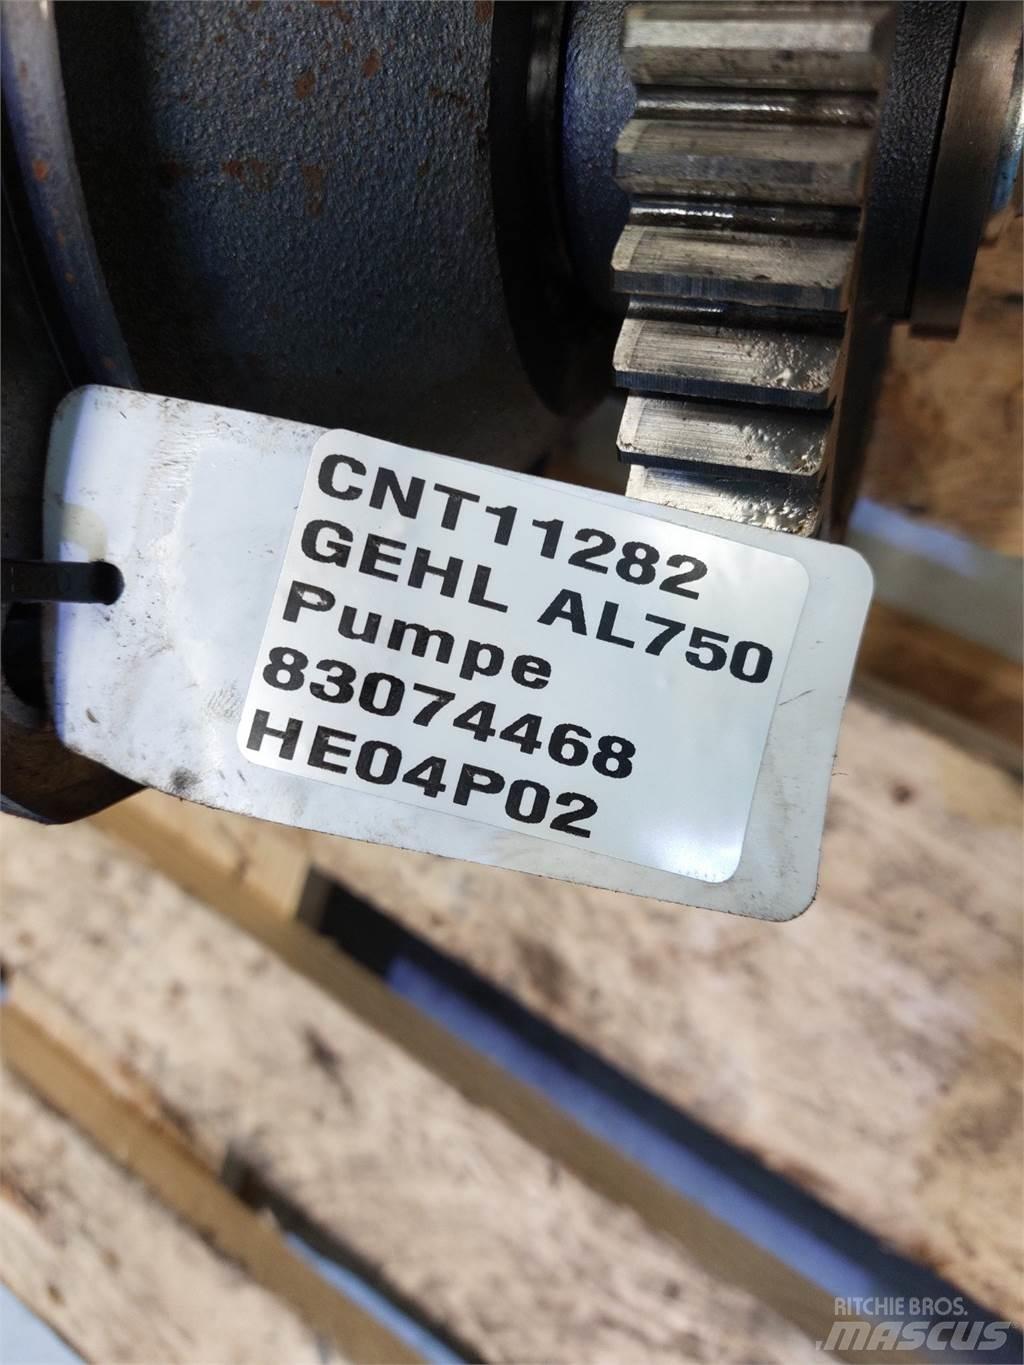 CNT11282
GEHL AL750
Pumpe
83074468
HE04P02
RITCHIE BROS.
MASCUS